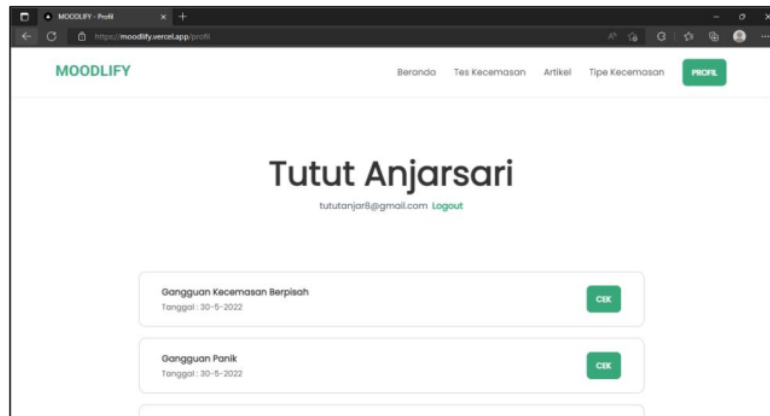 MOODLIFY - Profil
https://moodlify.vercel.app/profil
MOODLIFY
Beranda Tes Kecemasan Artikel Tipe Kecemasan PROFIL
Tutut Anjarsari
tututanjar8@gmail.com Logout
Gangguan Kecemasan Berpisah
Tanggal : 30-5-2022
CEK
Gangguan Panik
Tanggal : 30-5-2022
CEK